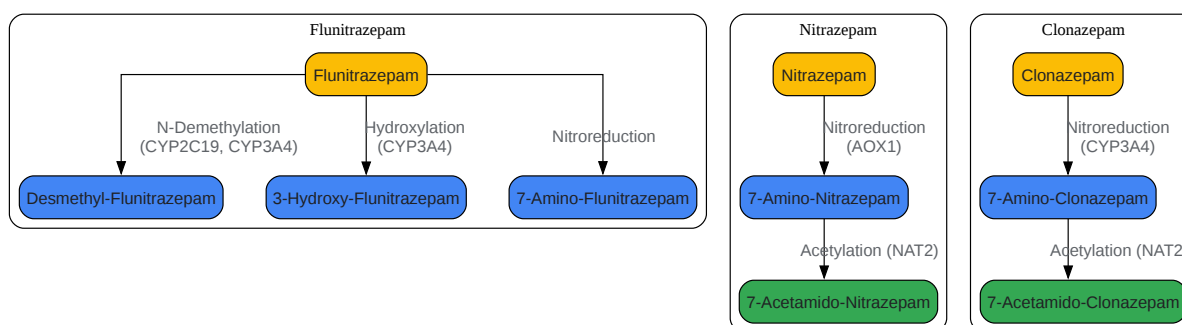 Flunitrazepam
Flunitrazepam
N-Demethylation
(CYP2C19, CYP3A4)
Hydroxylation
(CYP3A4)
Nitroreduction
Desmethyl-Flunitrazepam
3-Hydroxy-Flunitrazepam
7-Amino-Flunitrazepam
Nitrazepam
Nitrazepam
Nitroreduction
(AOX1)
7-Amino-Nitrazepam
Acetylation (NAT2)
7-Acetamido-Nitrazepam
Clonazepam
Clonazepam
Nitroreduction
(CYP3A4)
7-Amino-Clonazepam
Acetylation (NAT2
7-Acetamido-Clonazepam